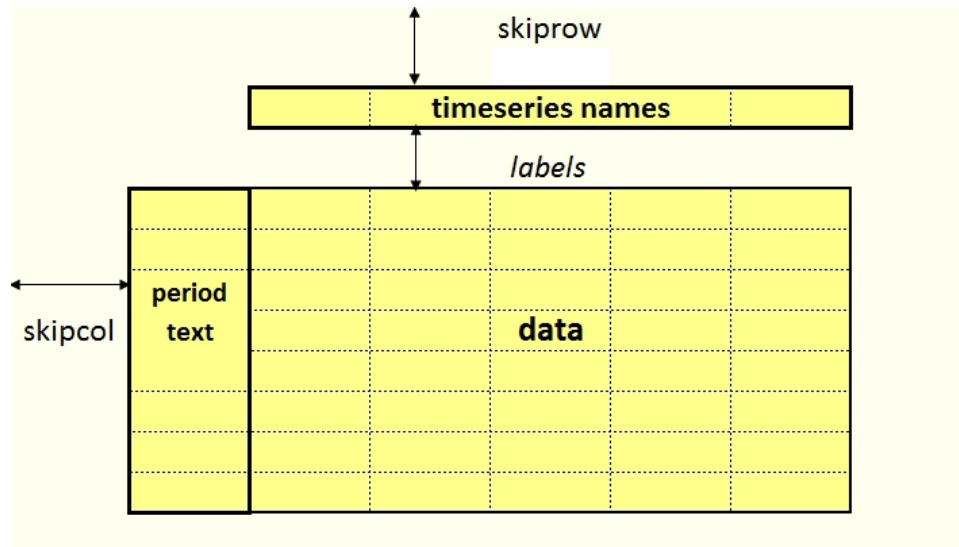 skiprow
timeseries names
labels
period
text
skipcol
data